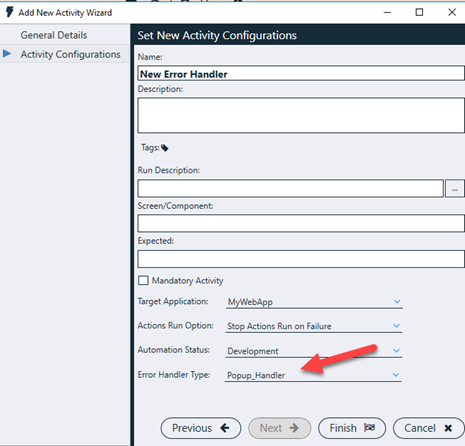 Add New Activity Wizard
General Details
Activity Configurations
Set New Activity Configurations
Name:
New Error Handler
Description:
Tags:
Run Description:
...
Screen/Component:
Expected:
Mandatory Activity
Target Application: MyWebApp
Actions Run Option: Stop Actions Run on Failure
Automation Status: Development
Error Handler Type: Popup_Handler
Previous Next Finish Cancel